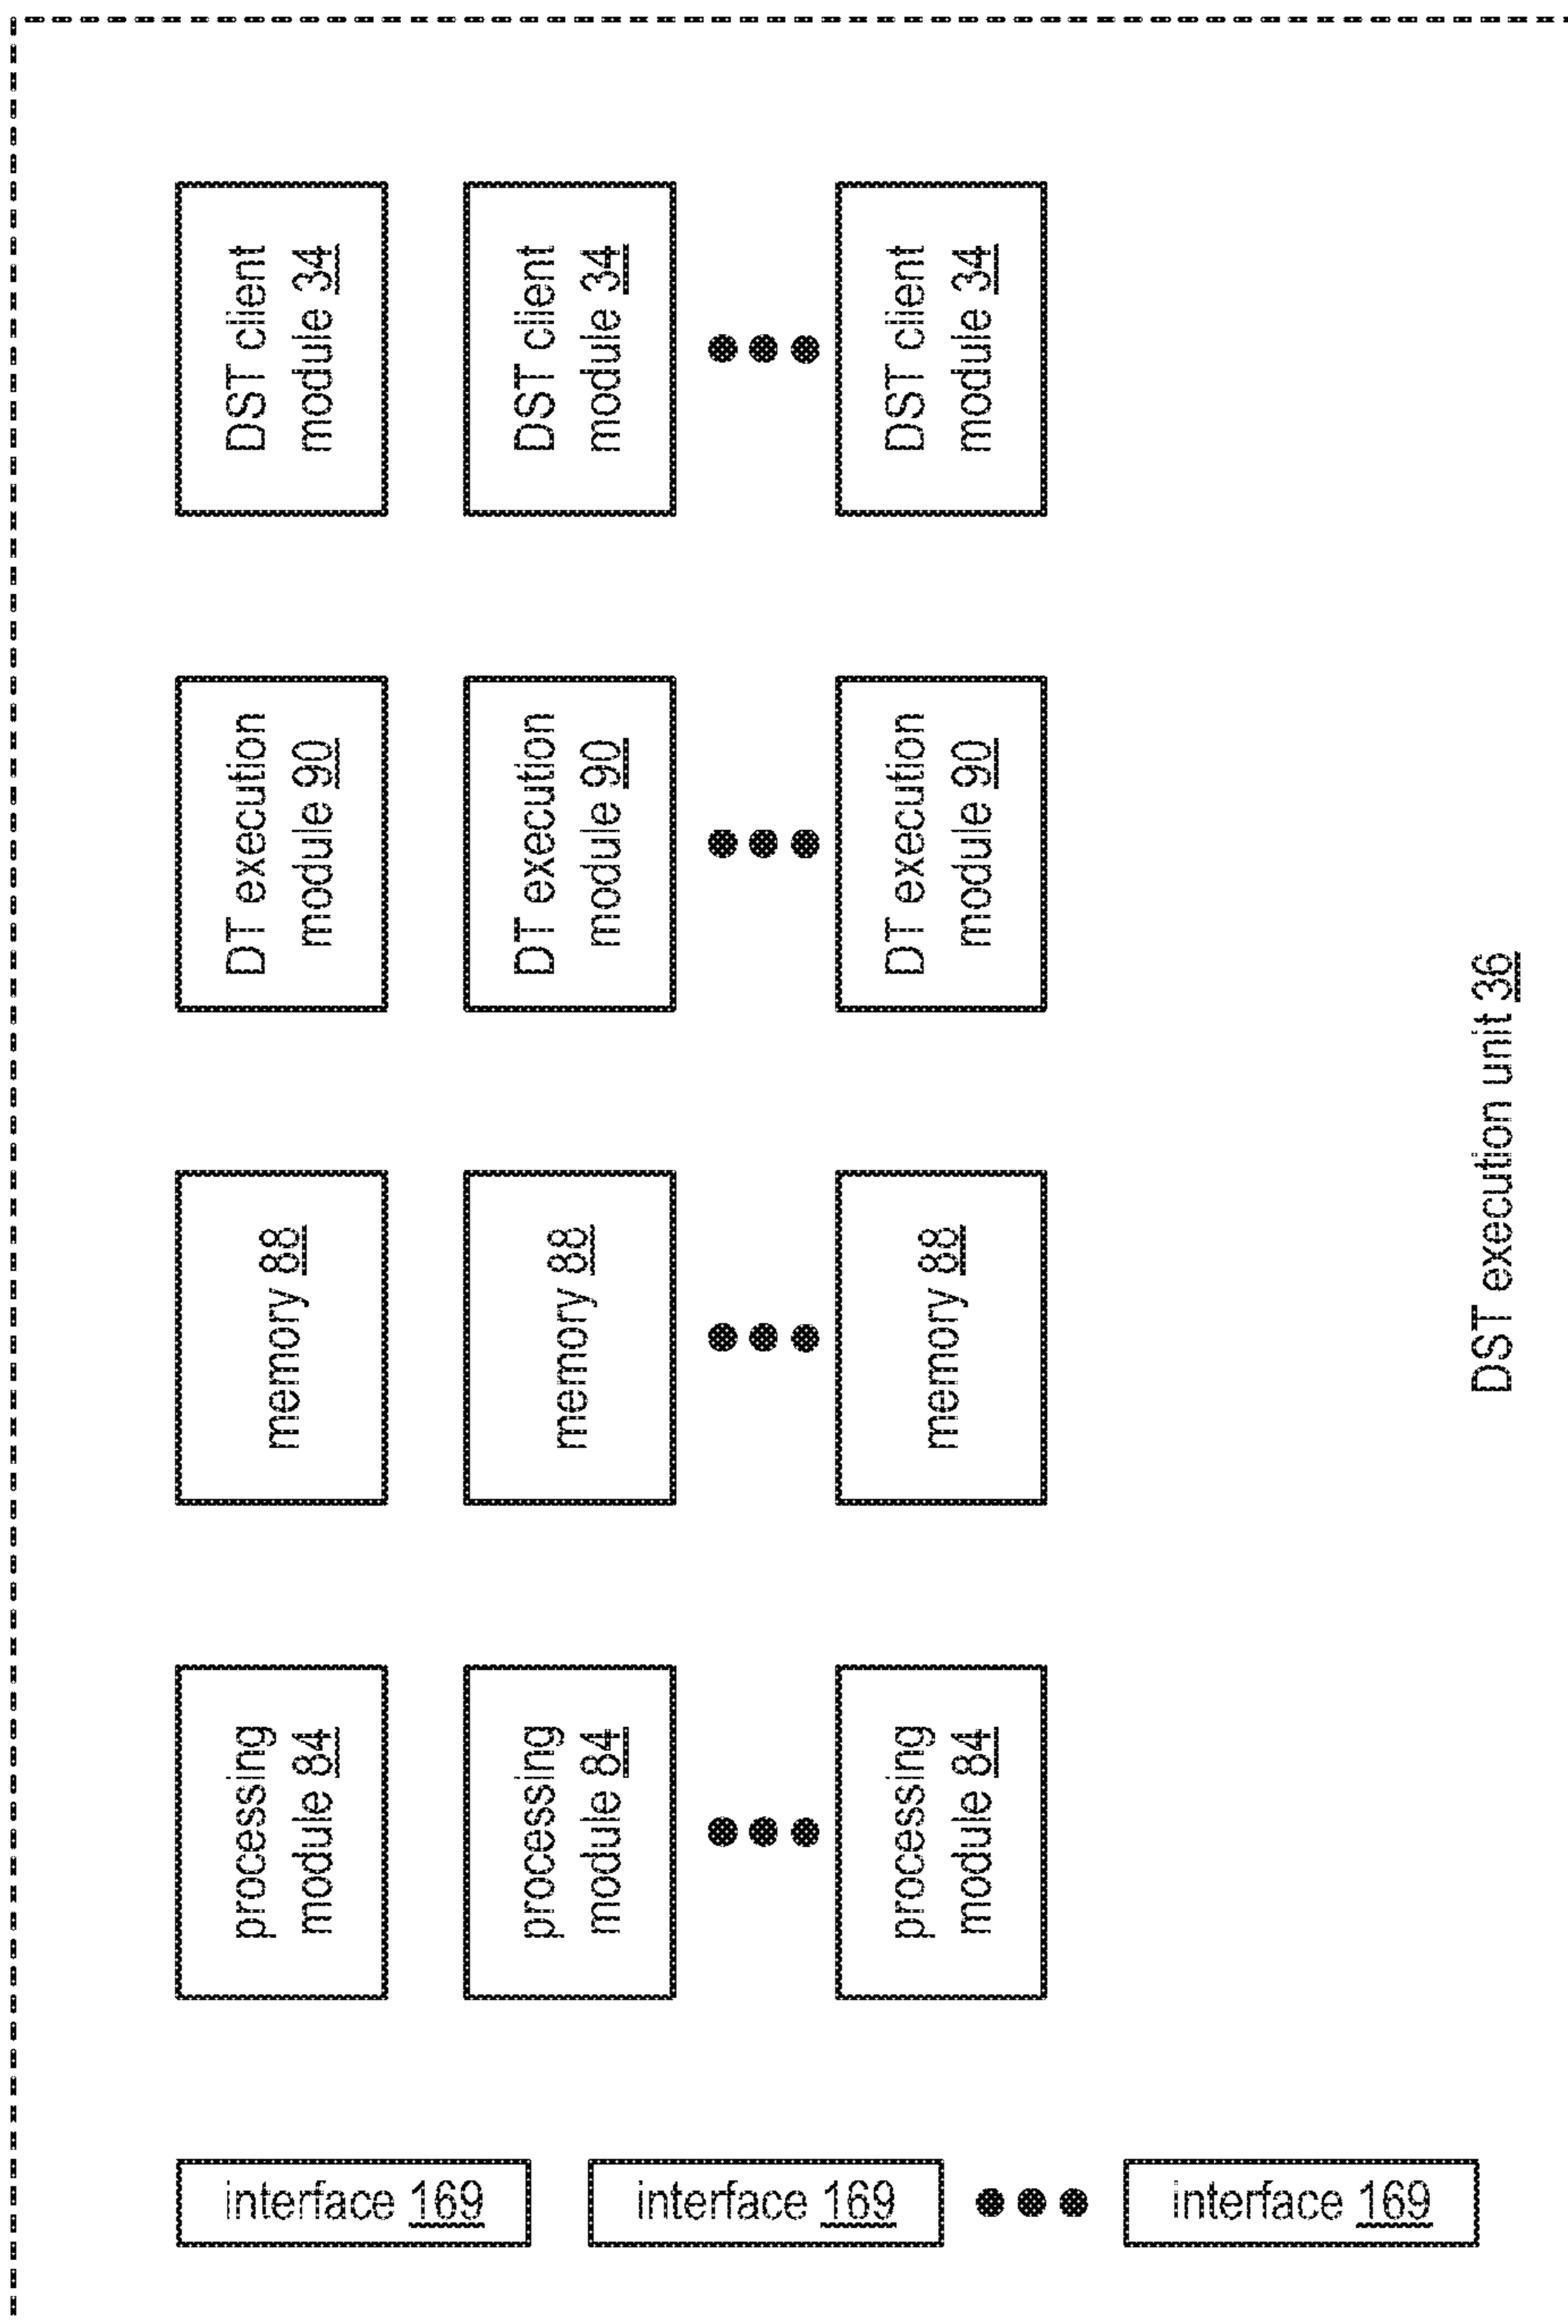 DST client
module 34
DST client
module 34
DST client
module 34
DT execution
module 90
DT execution
module 90
DT execution
module 90
memory 88
memory 88
memory 88
processing
module 84
processing
module 84
processing
module 84
interface 169
interface 169
interface 169
DST execution unit 36